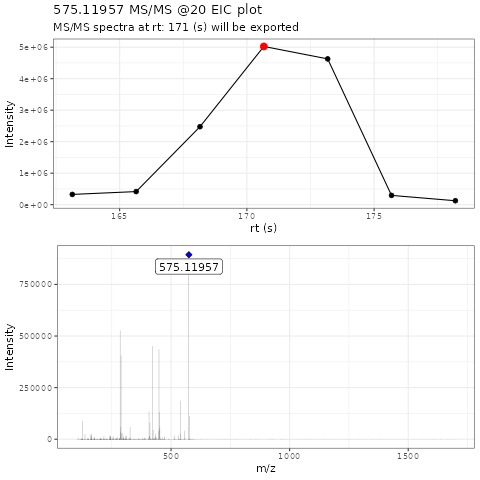 575.11957 MS/MS @20 EIC plot
MS/MS spectra at rt: 171 (s) will be exported
5e+06
4e+06
3e+06
2e+06
1e+06
0e+00
Intensity
165
170
175
rt (s)
575.11957
750000
500000
250000
0
Intensity
500
1000
1500
m/z